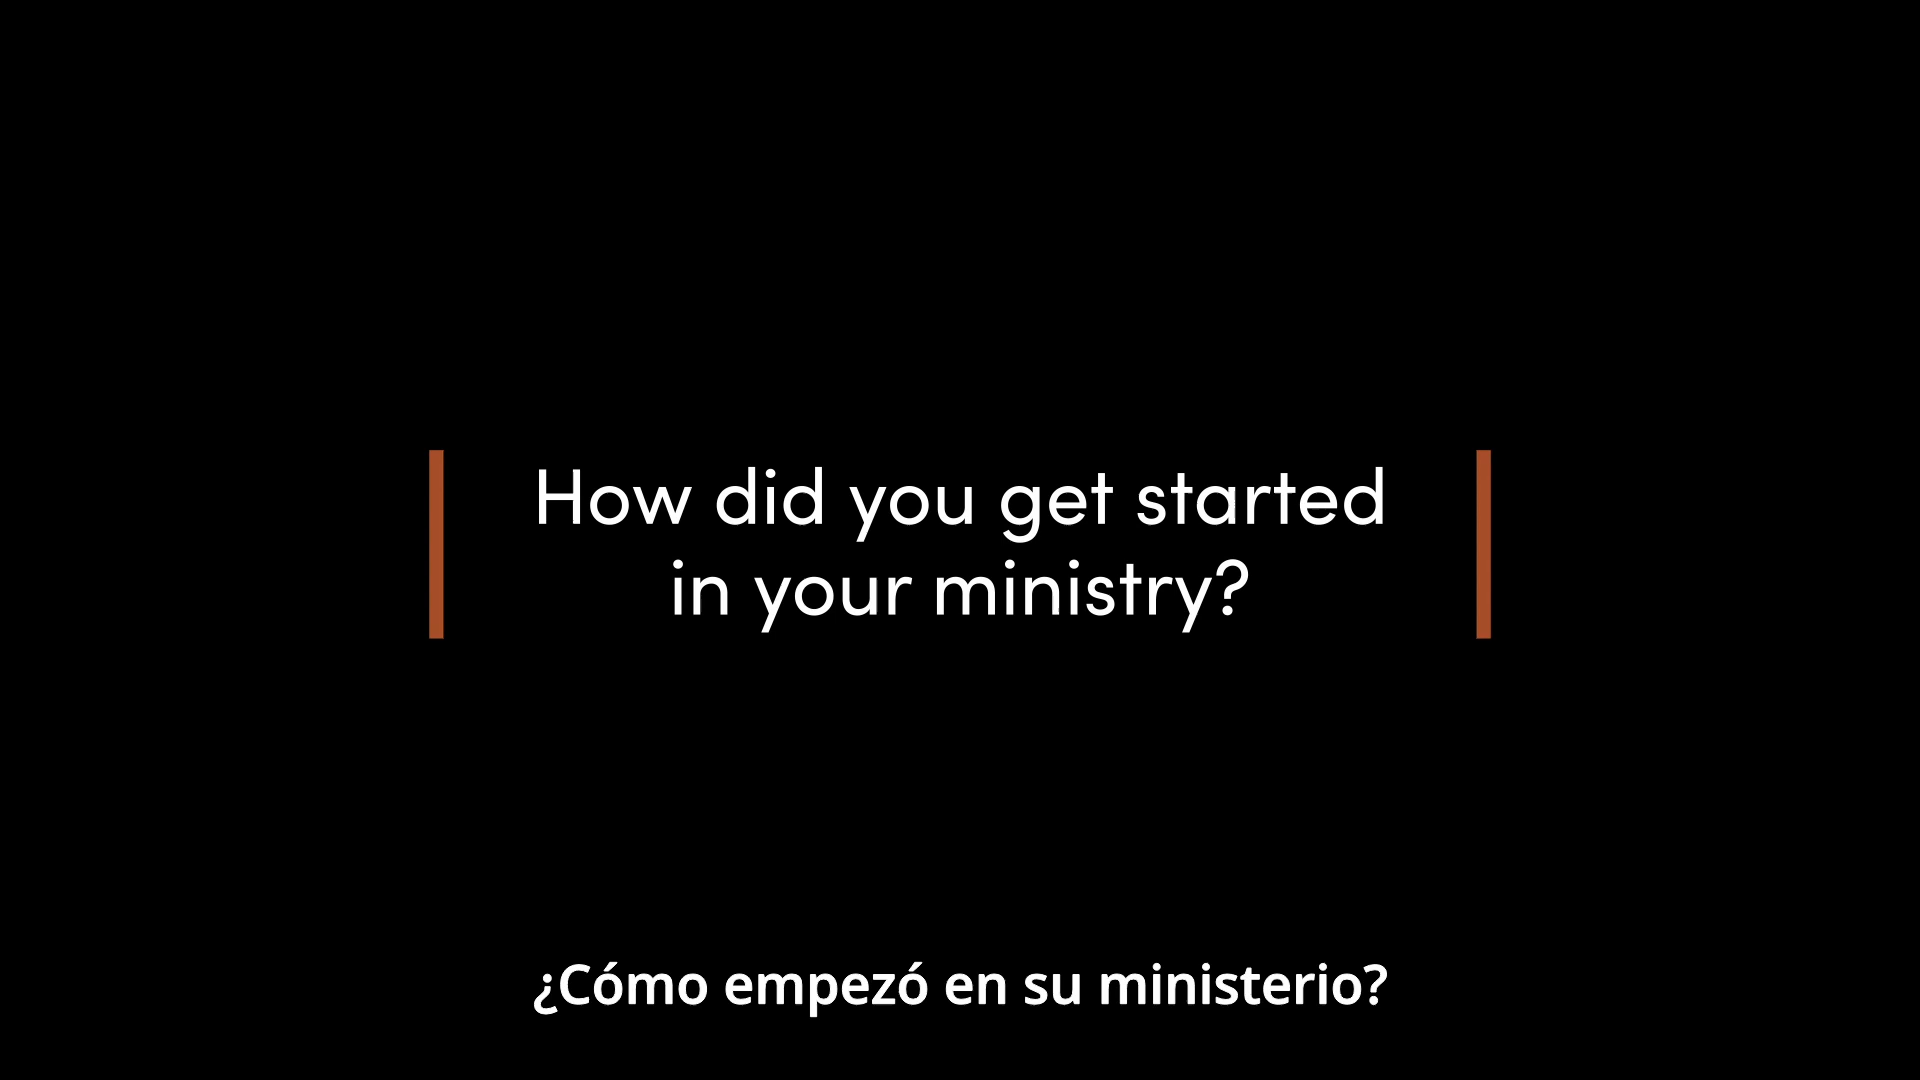 How did you get started
in your ministry?
¿Cómo empezó en su ministerio?